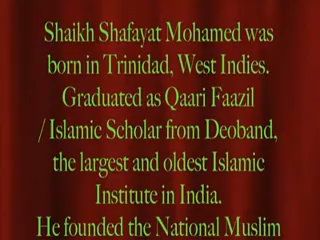 Shaikh Shafayat Mohamed was
born in Trinidad, West Indies.
Graduated as Qaari Faazil
/ Islamic Scholar from Deoband,
the largest and oldest Islamic
Institute in India.
He founded the National Muslim